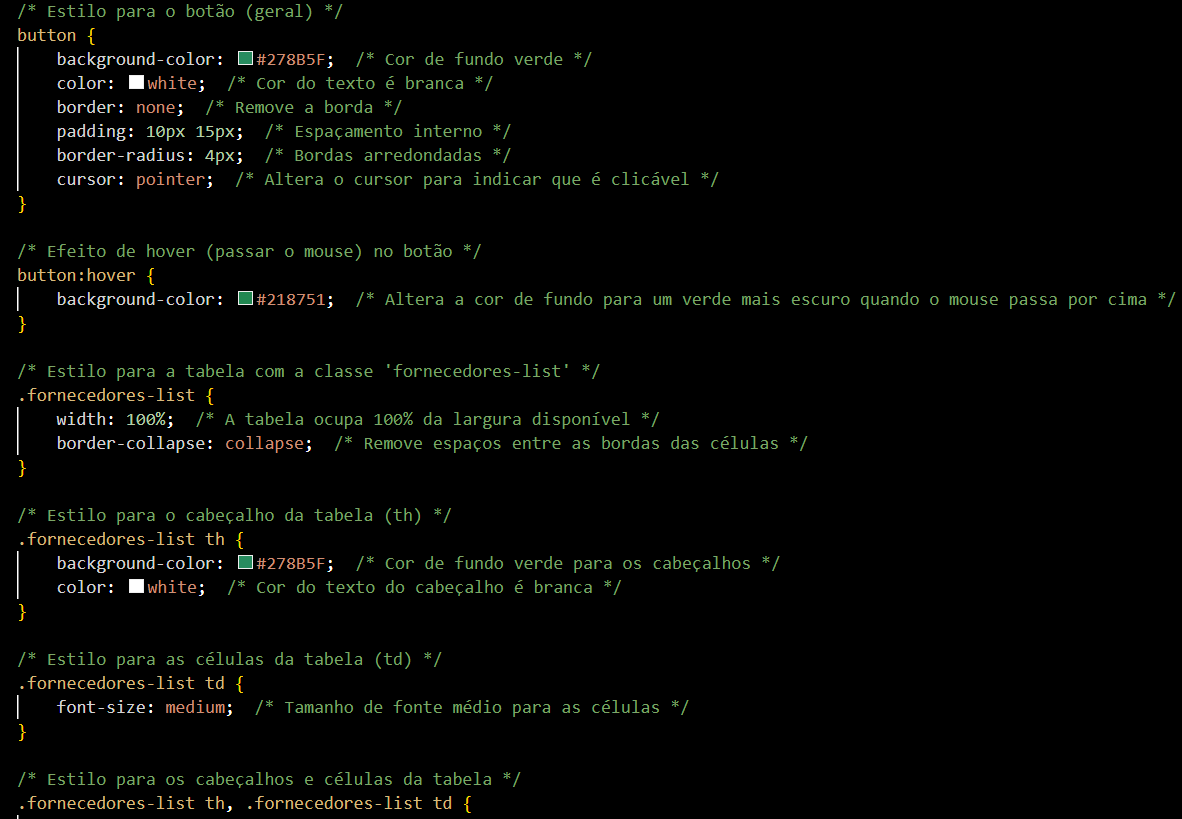 /* Estilo para o botão (geral) */
button {
    background-color: #278B5F;  /* Cor de fundo verde */
    color: white;  /* Cor do texto é branca */
    border: none;  /* Remove a borda */
    padding: 10px 15px;  /* Espaçamento interno */
    border-radius: 4px;  /* Bordas arredondadas */
    cursor: pointer;  /* Altera o cursor para indicar que é clicável */
}

/* Efeito de hover (passar o mouse) no botão */
button:hover {
    background-color: #218751;  /* Altera a cor de fundo para um verde mais escuro quando o mouse passa por cima */
}

/* Estilo para a tabela com a classe 'fornecedores-list' */
.fornecedores-list {
    width: 100%;  /* A tabela ocupa 100% da largura disponível */
    border-collapse: collapse;  /* Remove espaços entre as bordas das células */
}

/* Estilo para o cabeçalho da tabela (th) */
.fornecedores-list th {
    background-color: #278B5F;  /* Cor de fundo verde para os cabeçalhos */
    color: white;  /* Cor do texto do cabeçalho é branca */
}

/* Estilo para as células da tabela (td) */
.fornecedores-list td {
    font-size: medium;  /* Tamanho de fonte médio para as células */
}

/* Estilo para os cabeçalhos e células da tabela */
.fornecedores-list th, .fornecedores-list td {